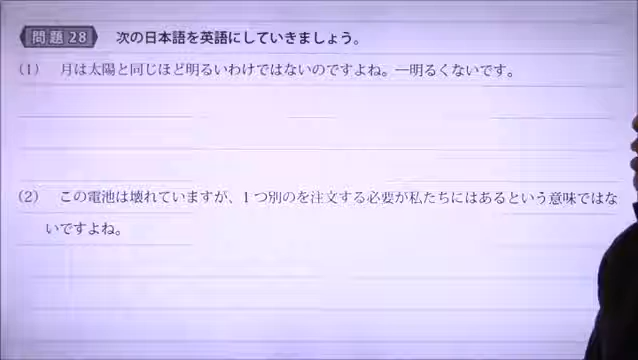 問題 28 次の日本語を英語にしていきましょう。
(1) 月は太陽と同じほど明るいわけではないのですよね。―明るくないです。
(2) この電池は壊れていますが、1つ別のを注文する必要が私たちにはあるという意味ではな
いですよね。